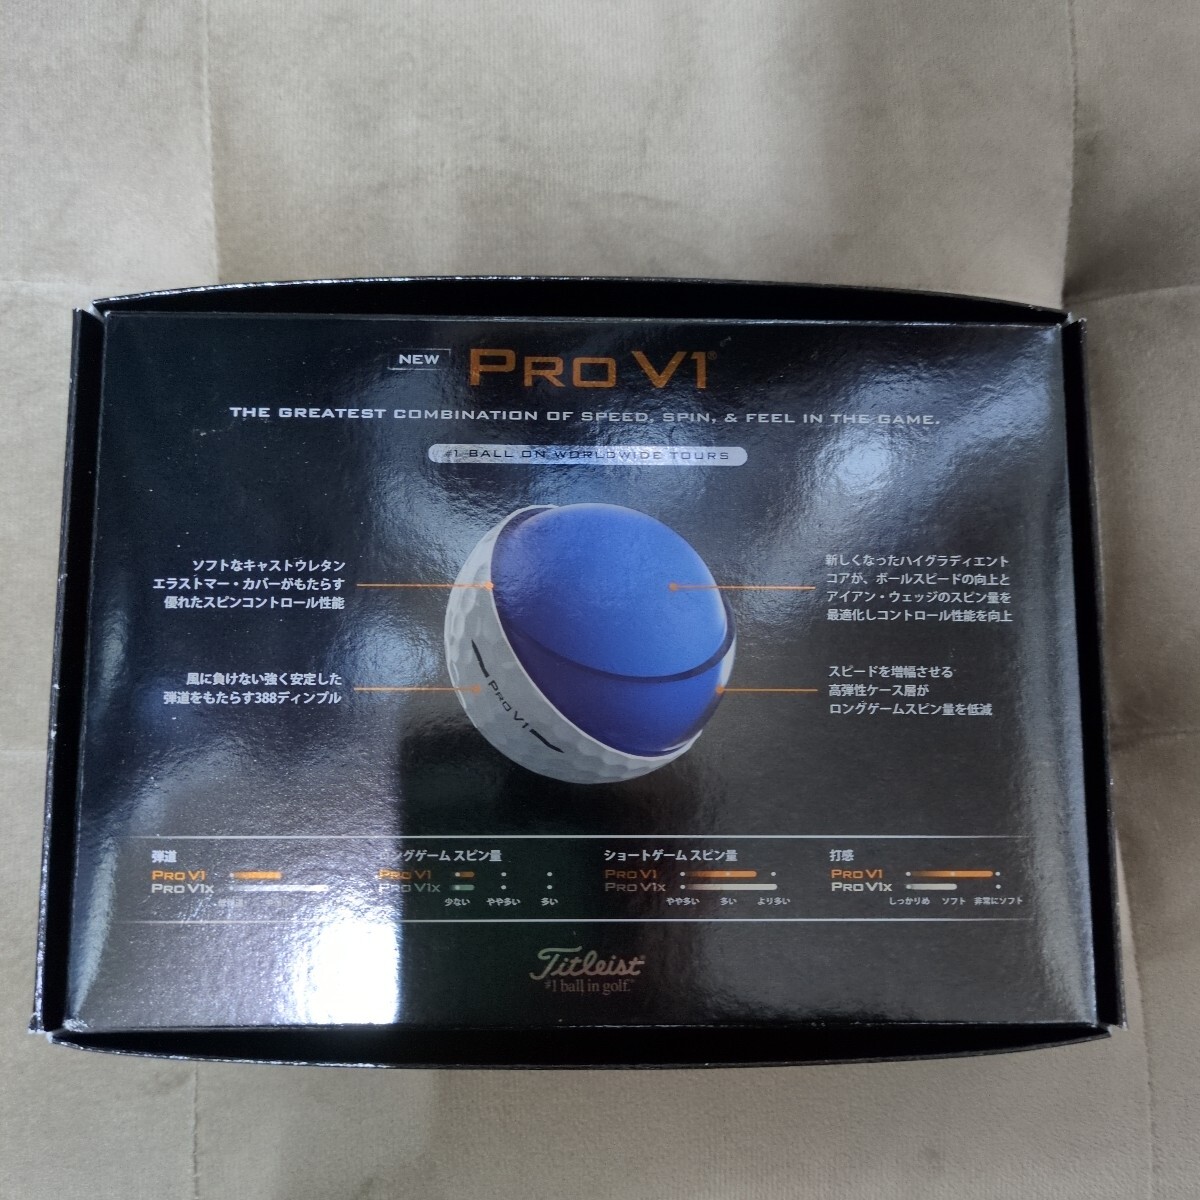 NEW PRO V1®
THE GREATEST COMBINATION OF SPEED, SPIN, & FEEL IN THE GAME.
#1 BALL ON WORLDWIDE TOURS
ソフトなキャストウレタン
エラストマー・カバーがもたらす
優れたスピンコントロール性能
風に負けない強く安定した
弾道をもたらす388ディンプル
新しくなったハイグラディエント
コアが、ボールスピードの向上と
アイアン・ウェッジのスピン量を
最適化しコントロール性能を向上
スピードを増幅させる
高弾性ケース層が
ロングゲームスピン量を低減
PRO V1
弾道
PRO V1
PRO V1x
ロングゲーム スピン量
PRO V1
PRO V1x
少ない やや多い 多い
ショートゲーム スピン量
PRO V1
PRO V1x
やや多い 多い より多い
打感
PRO V1
PRO V1x
しっかりめ ソフト 非常にソフト
Titleist®
#1 ball in golf.™